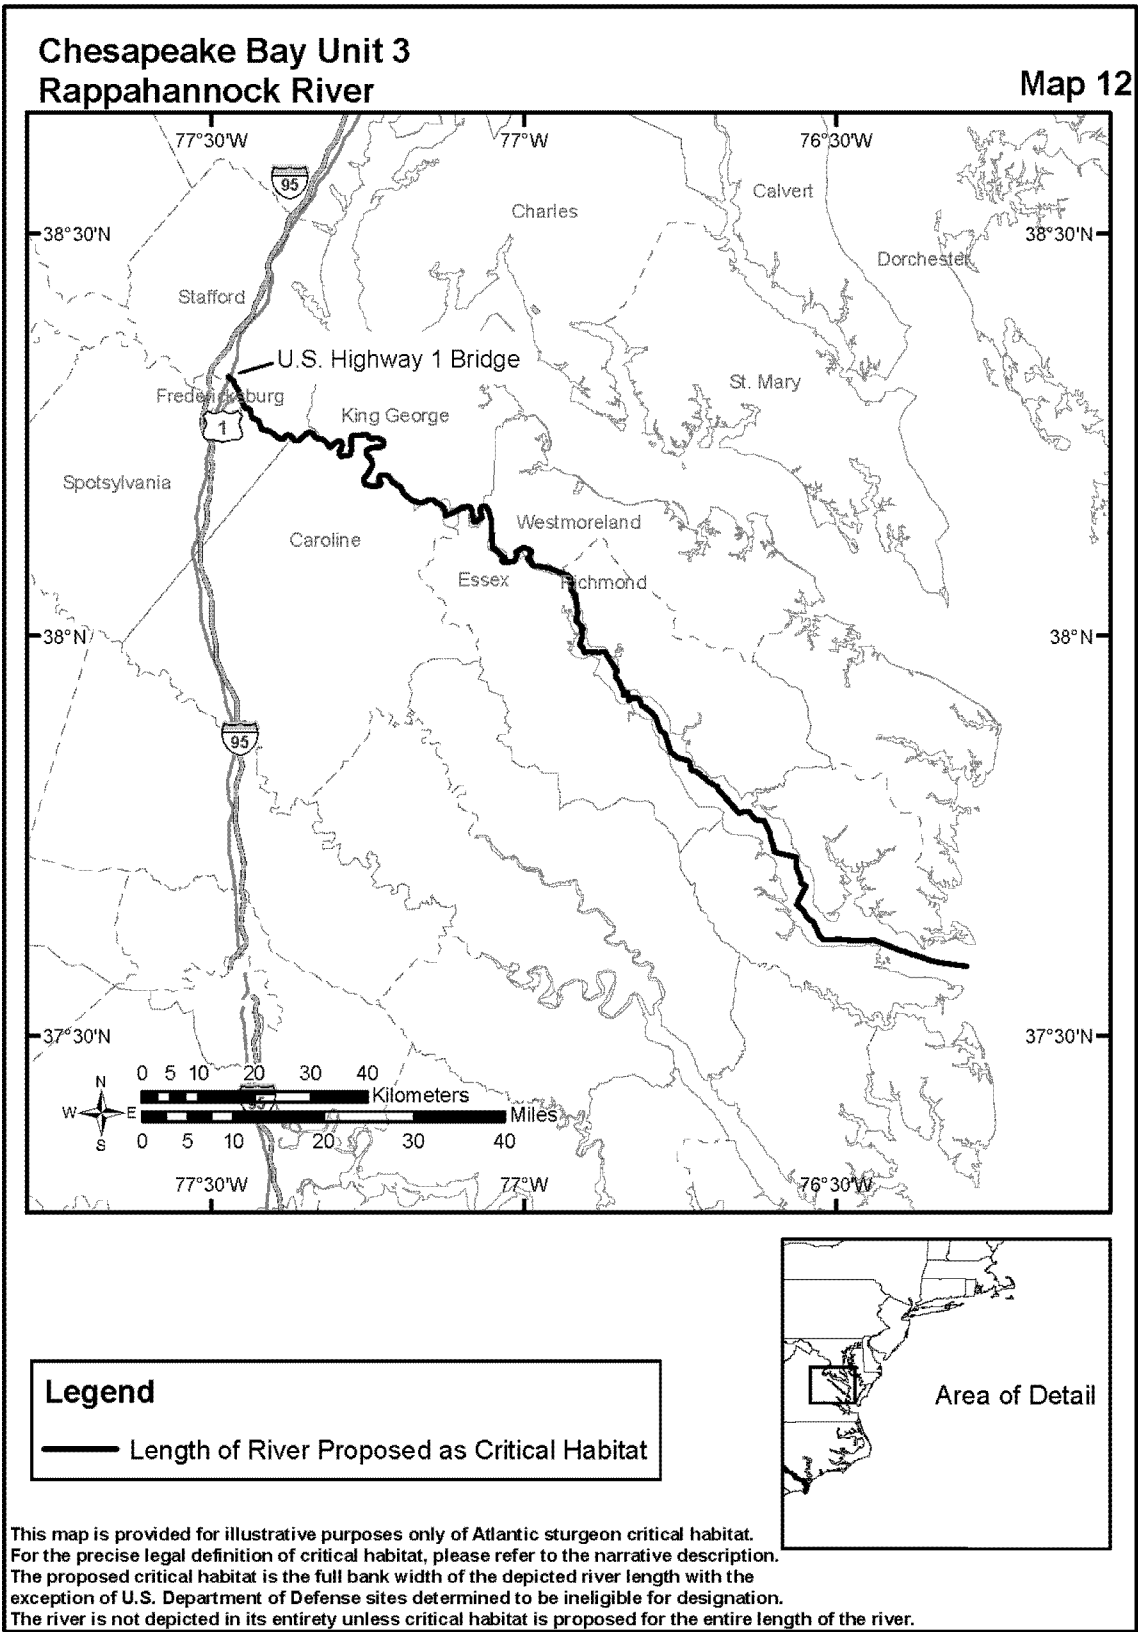 Chesapeake Bay Unit 3
Rappahannock River
Map 12
77°30'W 77°W 76°30'W
95
Calvert
Charles
38°30'N 38°30'N
Dorchester
Stafford
U.S. Highway 1 Bridge
St. Mary
Fredericksburg
King George
1
Spotsylvania
Westmoreland
Caroline
Essex Richmond
38°N 38°N
95
37°30'N 37°30'N
N
W E
S
0 5 10 20 30 40
Kilometers
95
Miles
0 5 10 20 30 40
77°30'W 77°W 76°30'W
Legend
Length of River Proposed as Critical Habitat
Area of Detail
This map is provided for illustrative purposes only of Atlantic sturgeon critical habitat.
For the precise legal definition of critical habitat, please refer to the narrative description.
The proposed critical habitat is the full bank width of the depicted river length with the
exception of U.S. Department of Defense sites determined to be ineligible for designation.
The river is not depicted in its entirety unless critical habitat is proposed for the entire length of the river.